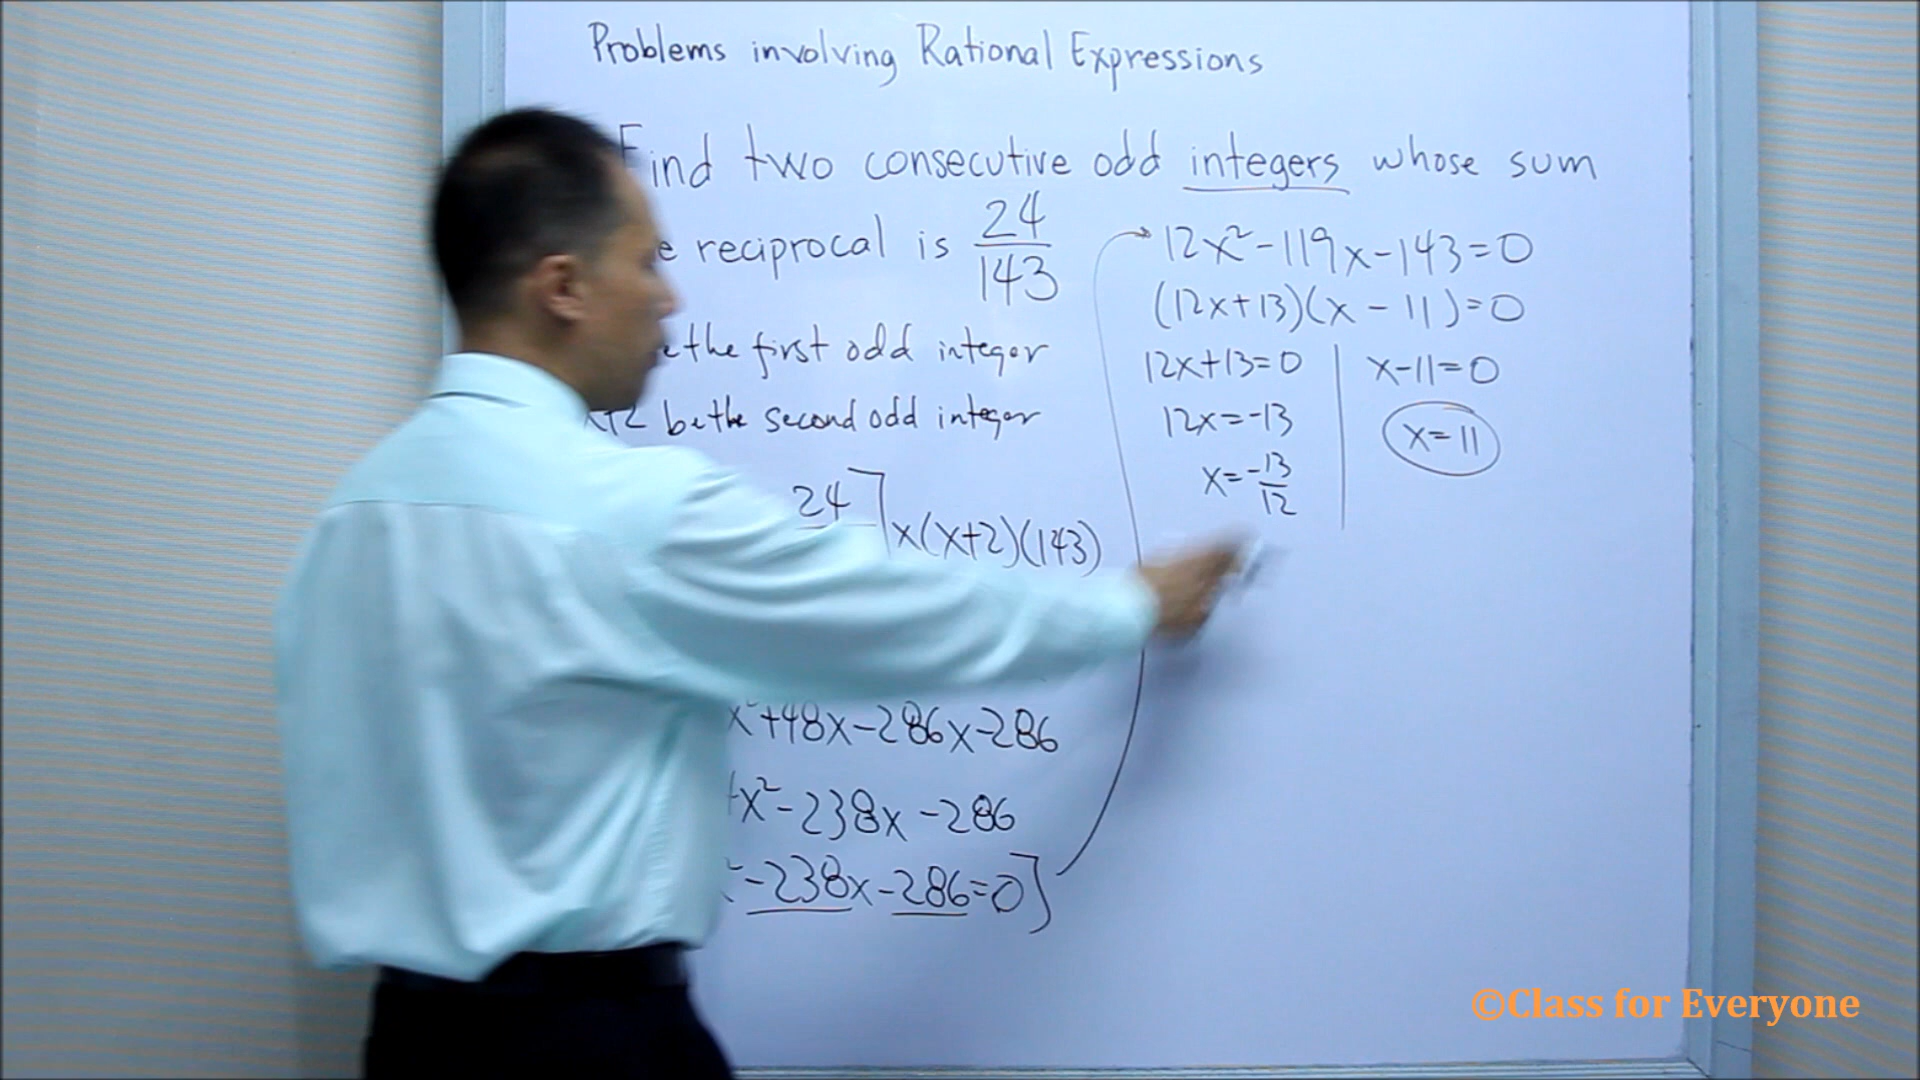 Problems involving Rational Expressions
Find two consecutive odd integers whose sum
reciprocal is 24/143
the first odd integer
x+2 be the second odd integer
24 ] x(x+2)(143)
x²+48x-286x-286
x²-238x-286
-238x-286=0]
12x²-119x-143=0
(12x+13)(x-11)=0
12x+13=0
12x=-13
x=-13/12
x-11=0
x=11
©Class for Everyone